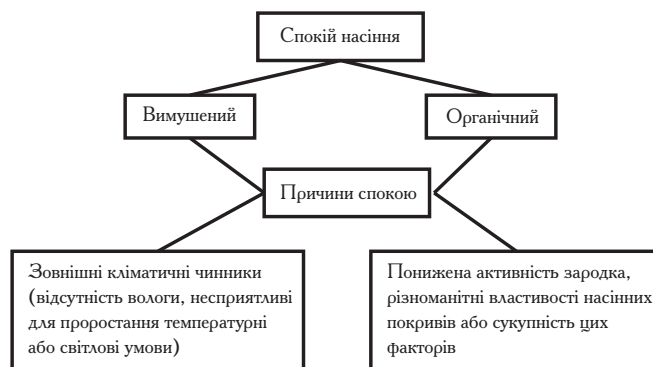 Спокій насіння
Вимушений
Органічний
Причини спокою
Зовнішні кліматичні чинники
(відсутність вологи, несприятливі
для проростання температурні
або світлові умови)
Понижена активність зародка,
різноманітні властивості насінних
покривів або сукупність цих
факторів